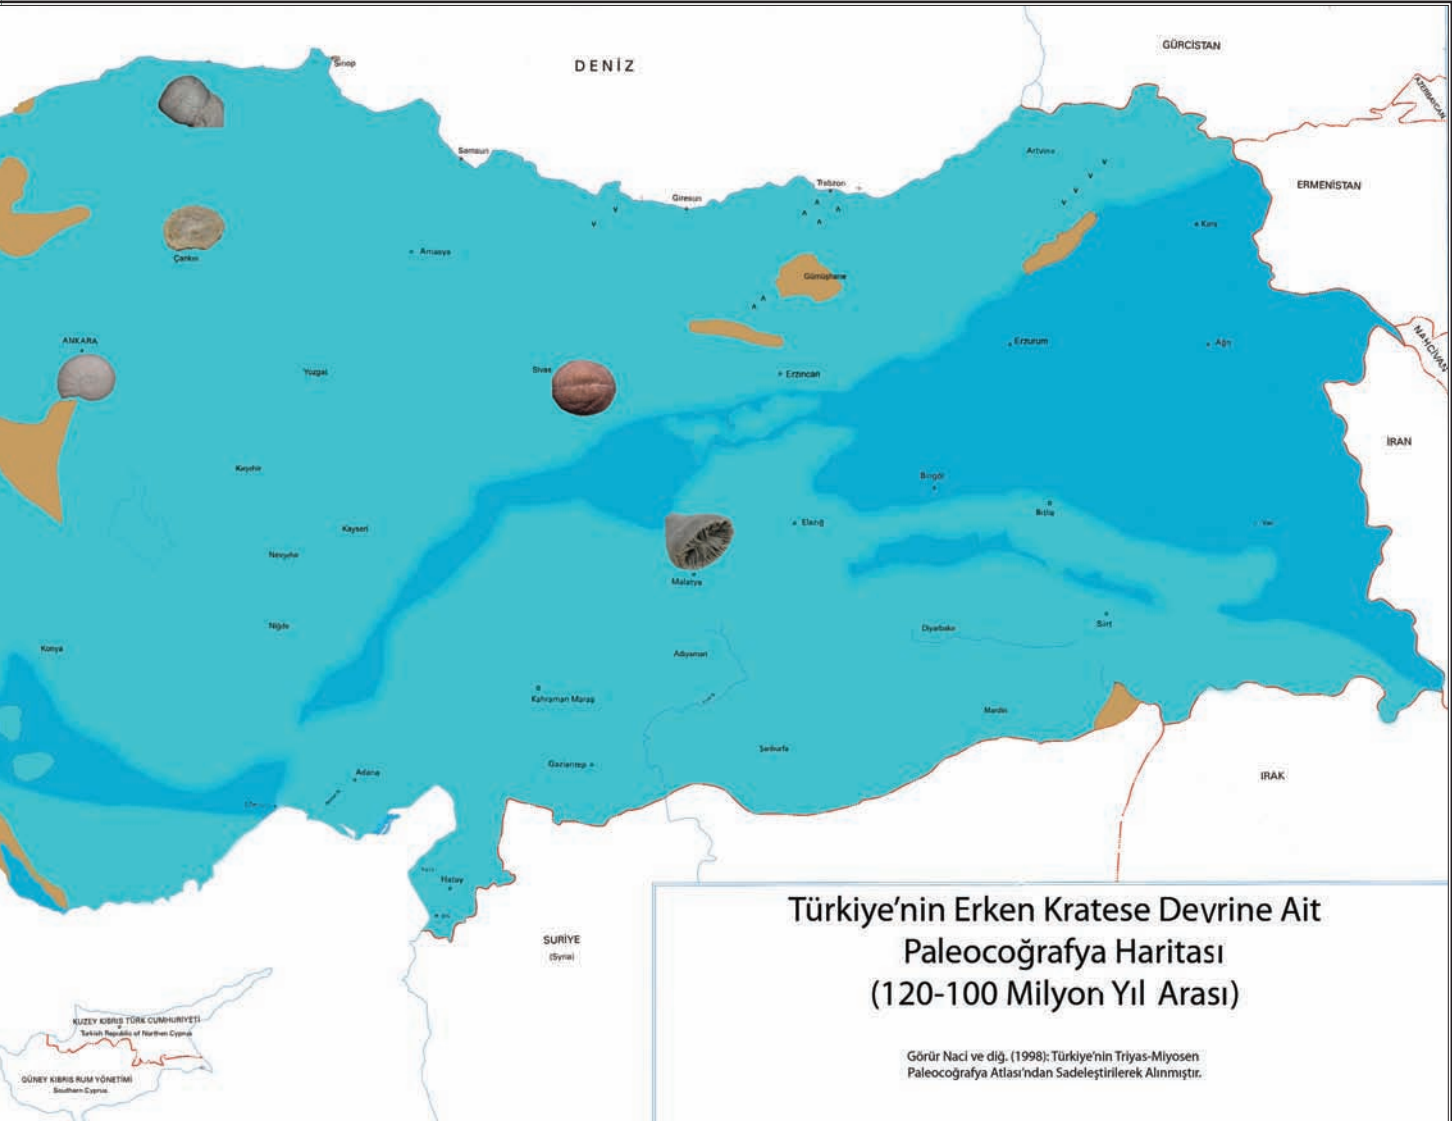 DENİZ
GÜRCİSTAN
AZERBAYCAN
ERMENİSTAN
NAHCİVAN
İRAN
IRAK
SURİYE
(Syria)
Sinop
Samsun
Giresun
Trabzon
Artvin
Kars
Çankırı
Amasya
Gümüşhane
ANKARA
Yozgat
Sivas
Erzincan
Erzurum
Ağrı
Kırşehir
Kayseri
Nevşehir
Niğde
Konya
Bingöl
Bitlis
Van
Elazığ
Malatya
Adıyaman
Diyarbakır
Siirt
Mardin
Şanlıurfa
Kahraman Maraş
Gaziantep
Adana
Hatay
KUZEY KIBRIS TÜRK CUMHURİYETİ
Turkish Republic of Northen Cyprus
GÜNEY KIBRIS RUM YÖNETİMİ
Southern Cyprus
Türkiye’nin Erken Kratese Devrine Ait
Paleocoğrafya Haritası
(120-100 Milyon Yıl Arası)
Görür Naci ve diğ. (1998): Türkiye’nin Triyas-Miyosen
Paleocoğrafya Atlası’ndan Sadeleştirilerek Alınmıştır.